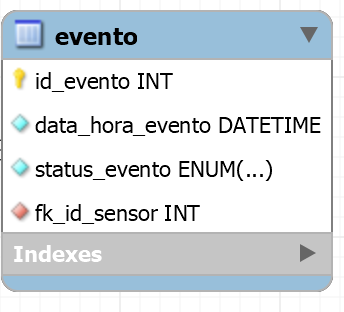 evento
id_evento INT
data_hora_evento DATETIME
status_evento ENUM(...)
fk_id_sensor INT
Indexes